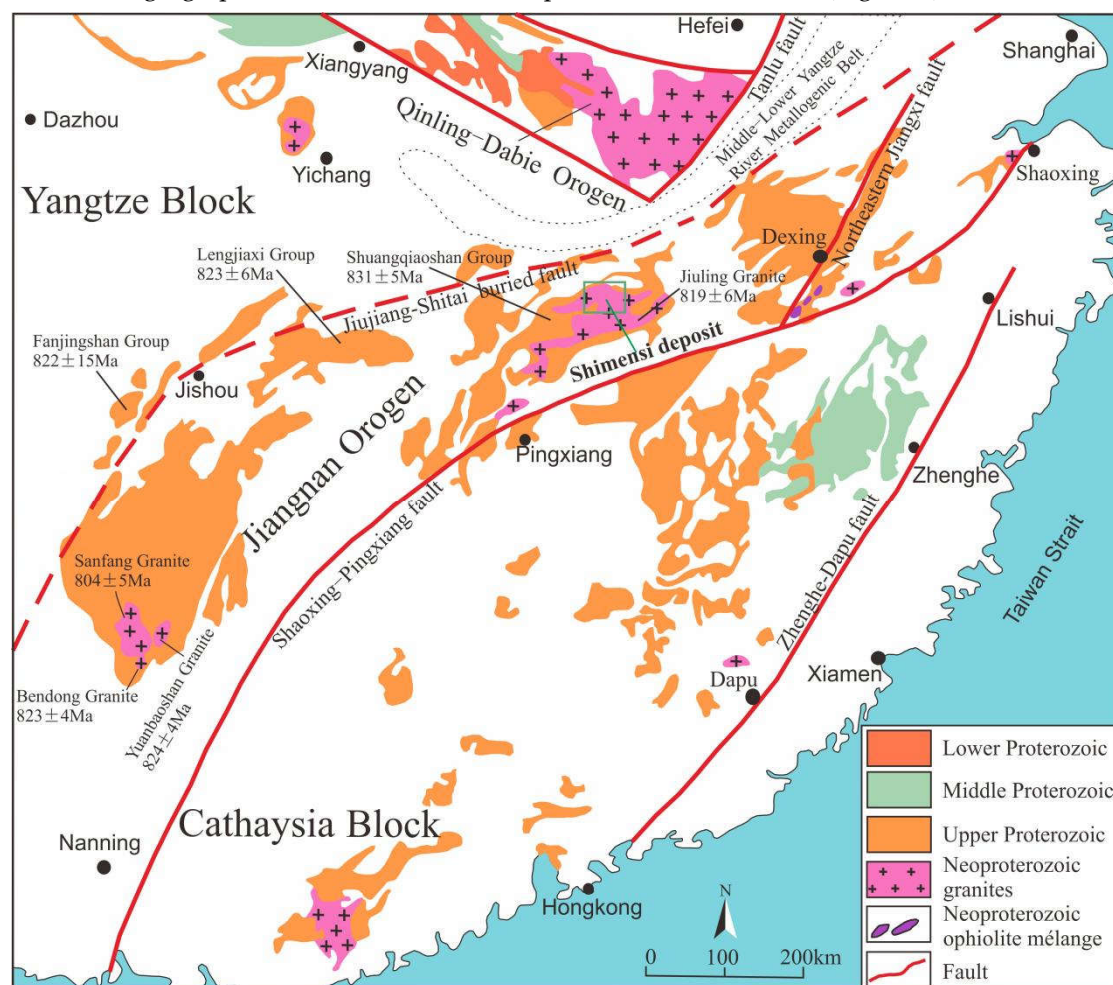 Hefei
Shanghai
Xiangyang
Tanlu fault
Middle-Lower Yangtze
River Metallogenic Belt
Dazhou
Qinling-Dabie Orogen
Northeastern Jiangxi fault
Yichang
Shaoxing
Yangtze Block
Dexing
Lengjiaxi Group
823±6Ma
Shuangqiaoshan Group
831±5Ma
Jiuling Granite
819±6Ma
Jiujiang-Shitai buried fault
Lishui
Fanjingshan Group
822±15Ma
Shimensi deposit
Jishou
Jiangnan Orogen
Pingxiang
Zhenghe
Shaoxing-Pingxiang fault
Sanfang Granite
804±5Ma
Zhenghe-Dapu fault
Taiwan Strait
Bendong Granite
823±4Ma
Yuanbaoshan Granite
824±4Ma
Dapu
Xiamen
Cathaysia Block
Nanning
Hongkong
N
0 100 200km
Lower Proterozoic
Middle Proterozoic
Upper Proterozoic
Neoproterozoic
granites
Neoproterozoic
ophiolite mélange
Fault